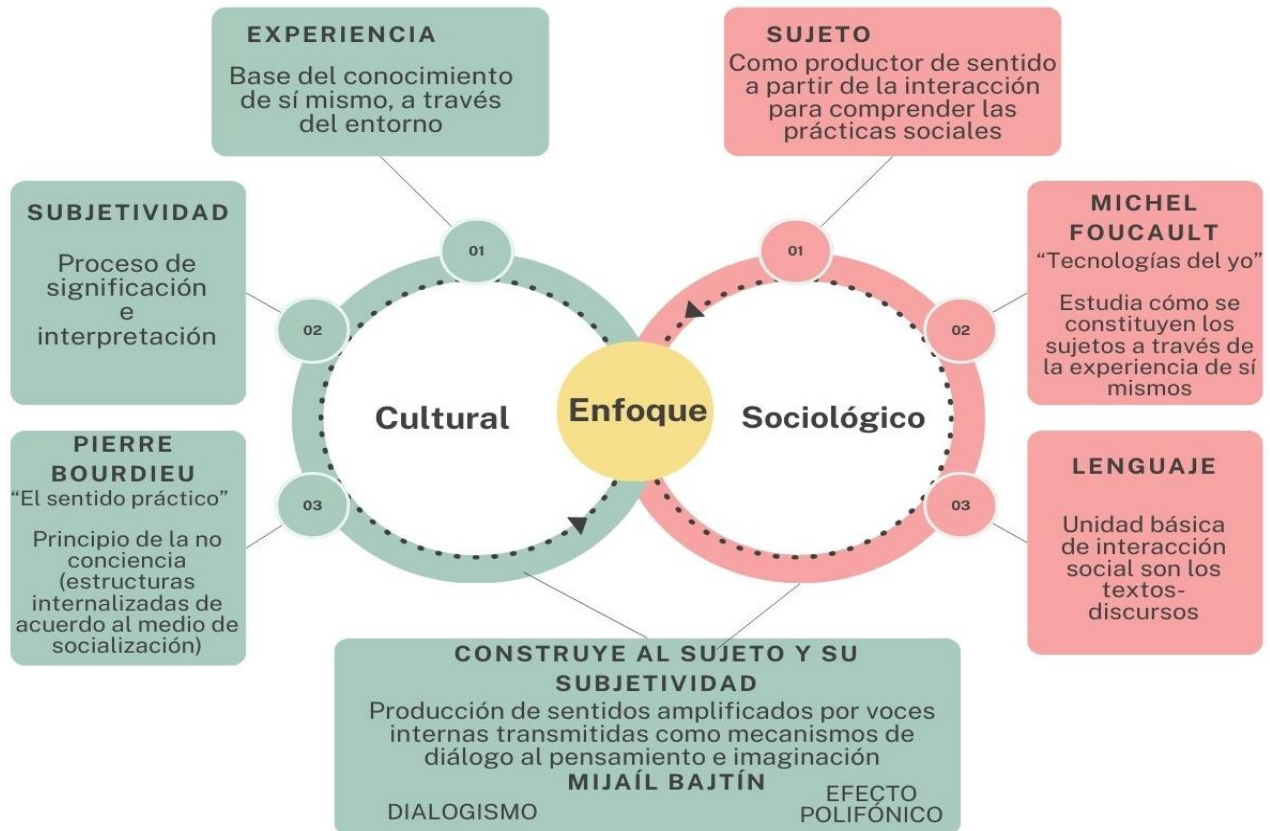 EXPERIENCIA
Base del conocimiento
de sí mismo, a través
del entorno
SUJETO
Como productor de sentido
a partir de la interacción
para comprender las
prácticas sociales
SUBJETIVIDAD
Proceso de
significación
e
interpretación
MICHEL
FOUCAULT
“Tecnologías del yo”
Estudia cómo se
constituyen los
sujetos a través de
la experiencia de sí
mismos
01
01
02
02
Cultural
Enfoque
Sociológico
PIERRE
BOURDIEU
“El sentido práctico”
Principio de la no
conciencia
(estructuras
internalizadas de
acuerdo al medio de
socialización)
03
03
LENGUAJE
Unidad básica
de interacción
social son los
textos-
discursos
CONSTRUYE AL SUJETO Y SU
SUBJETIVIDAD
Producción de sentidos amplificados por voces
internas transmitidas como mecanismos de
diálogo al pensamiento e imaginación
MIJAÍL BAJTÍN
DIALOGISMO
EFECTO
POLIFÓNICO